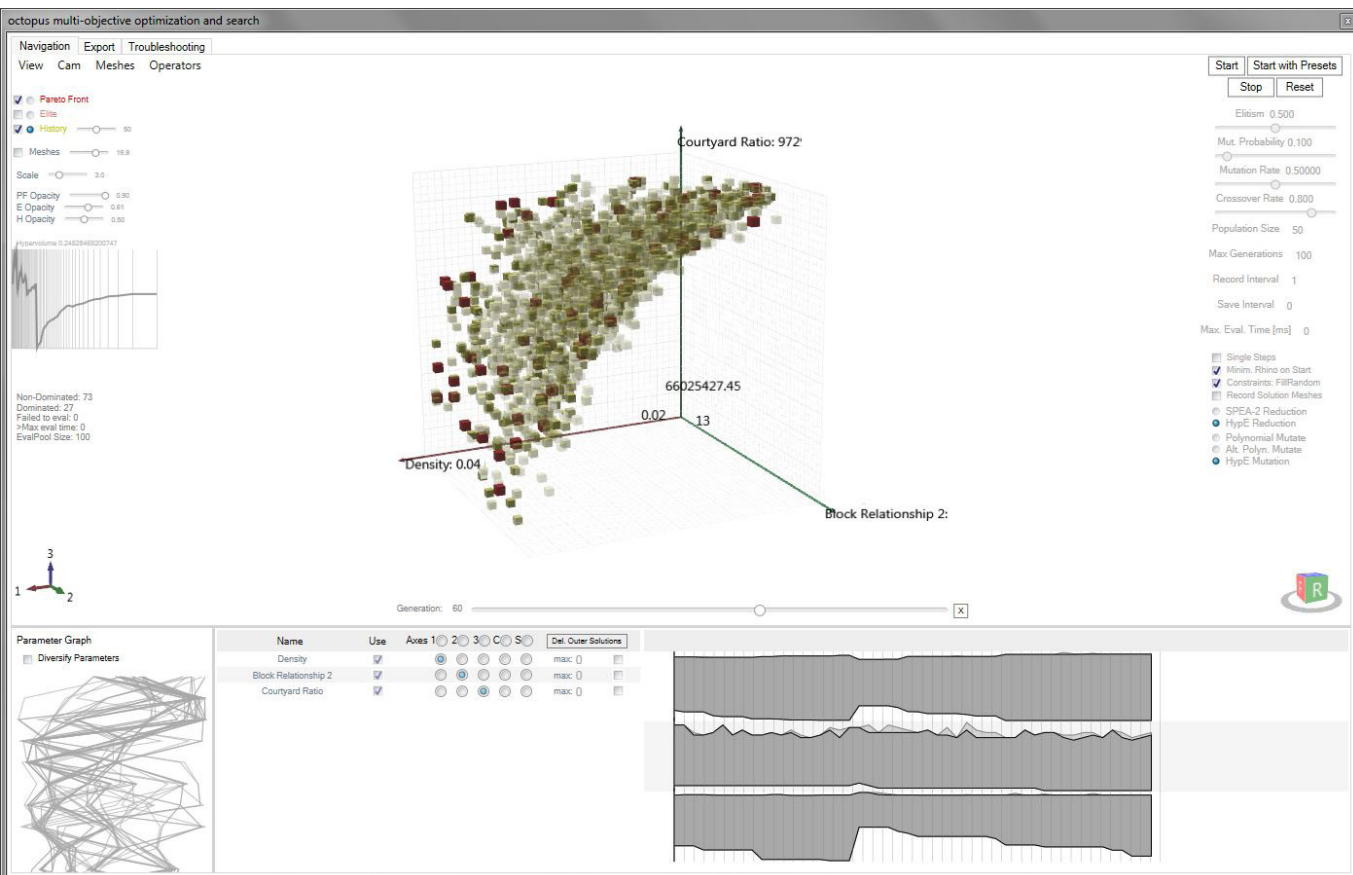 octopus multi-objective optimization and search
x
Navigation Export Troubleshooting
View Cam Meshes Operators
Start Start with Presets
Stop Reset
Pareto Front
Elite
History 50
Meshes 16.9
Scale 3.0
PF Opacity 0.90
E Opacity 0.61
H Opacity 0.50
Elitism 0.500
Mut. Probability 0.100
Mutation Rate 0.50000
Crossover Rate 0.800
Population Size 50
Max Generations 100
Record Interval 1
Save Interval 0
Max. Eval. Time [ms] 0
Single Steps
Minim. Rhino on Start
Constraints: FillRandom
Record Solution Meshes
SPEA-2 Reduction
HypE Reduction
Polynomial Mutate
Alt. Polyn. Mutate
HypE Mutation
Non-Dominated: 73
Dominated: 27
Failed to eval: 0
>Max eval time: 0
EvalPool Size: 100
Courtyard Ratio: 972
66025427.45
0.02
13
Density: 0.04
Block Relationship 2:
3
1
2
R
Generation: 60
X
Parameter Graph
Diversify Parameters
Name Use Axes 1 2 3 C S Del. Outer Solutions
Density max: 0
Block Relationship 2 max: 0
Courtyard Ratio max: 0